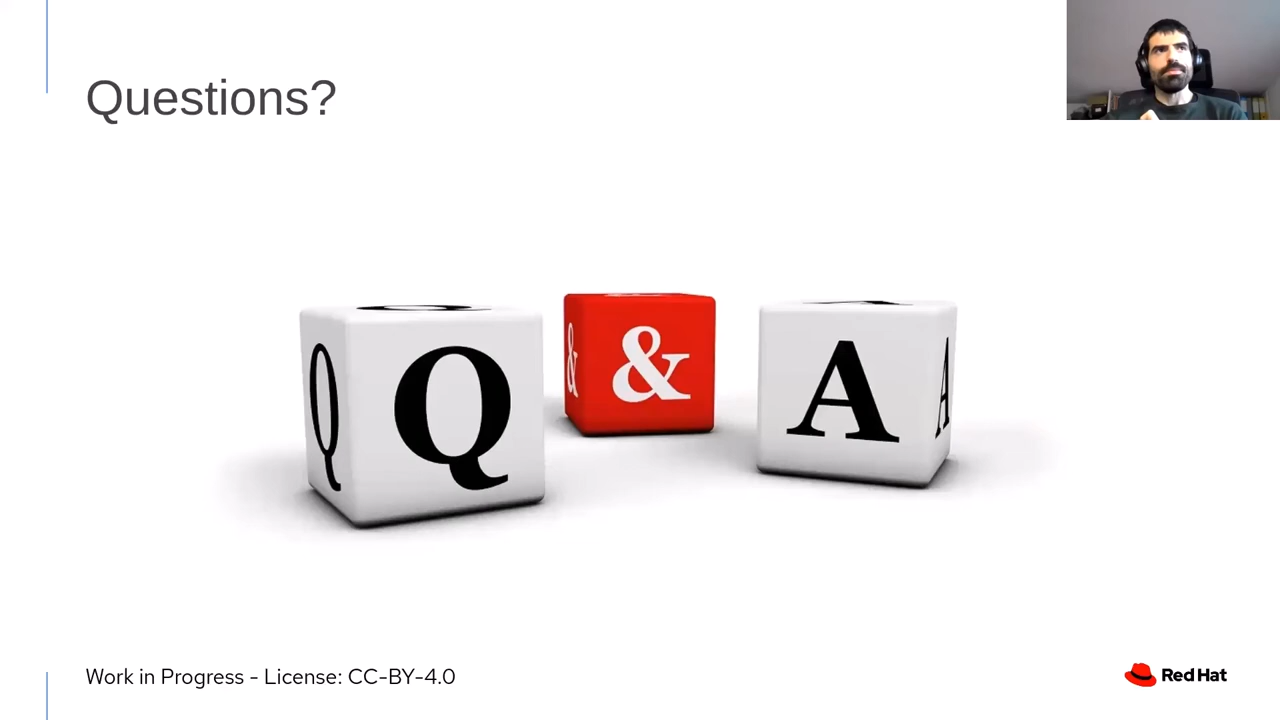 Questions?
Q Q
& &
A A
Work in Progress - License: CC-BY-4.0
Red Hat